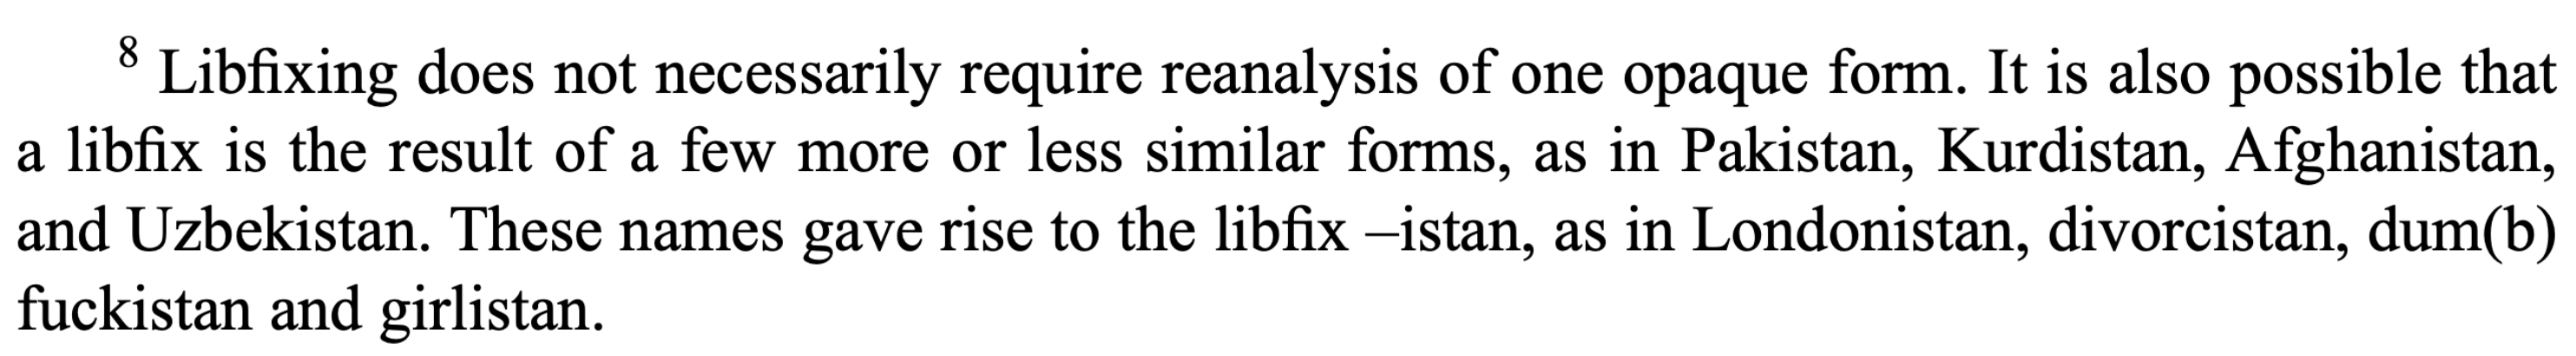 8 Libfixing does not necessarily require reanalysis of one opaque form. It is also possible that
a libfix is the result of a few more or less similar forms, as in Pakistan, Kurdistan, Afghanistan,
and Uzbekistan. These names gave rise to the libfix –istan, as in Londonistan, divorcistan, dum(b)
fuckistan and girlistan.